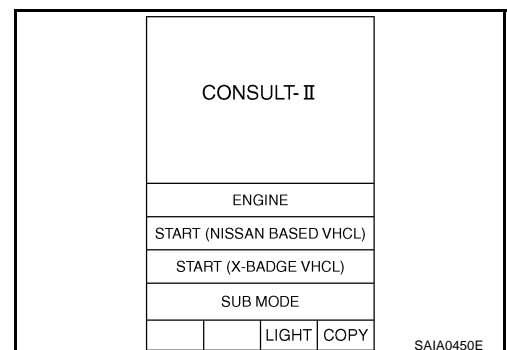 CONSULT-Ⅱ
ENGINE
START (NISSAN BASED VHCL)
START (X-BADGE VHCL)
SUB MODE
LIGHT COPY
SAIA0450E